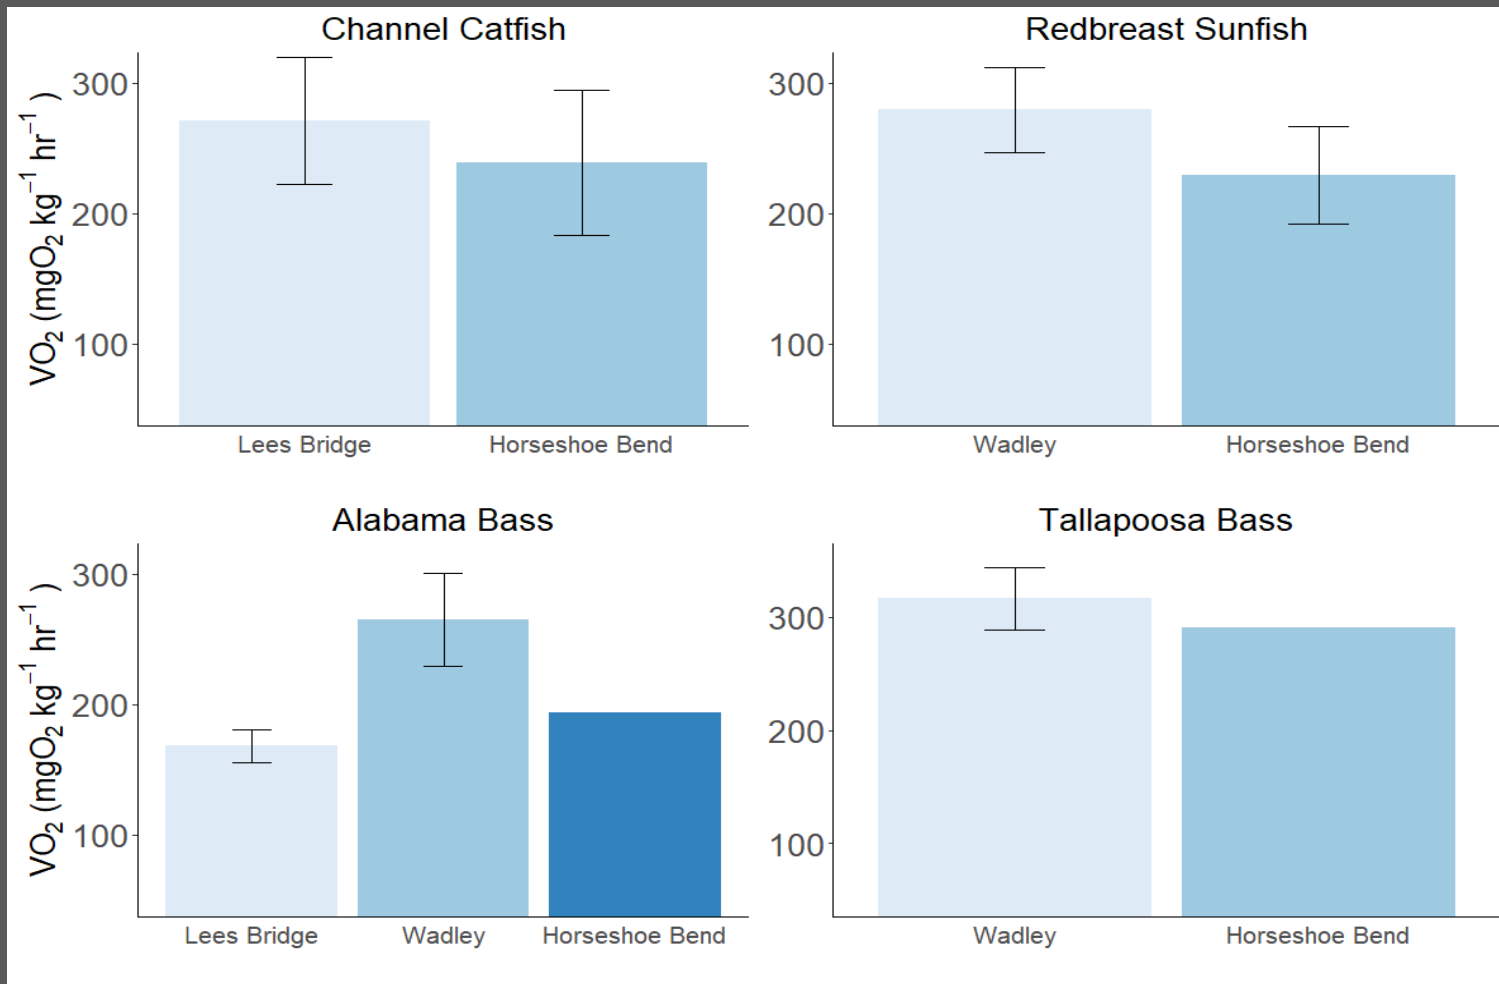 Channel Catfish
VO₂ (mgO₂ kg⁻¹ hr⁻¹ )
300
200
100
Lees Bridge
Horseshoe Bend
Redbreast Sunfish
300
200
100
Wadley
Horseshoe Bend
Alabama Bass
VO₂ (mgO₂ kg⁻¹ hr⁻¹ )
300
200
100
Lees Bridge
Wadley
Horseshoe Bend
Tallapoosa Bass
300
200
100
Wadley
Horseshoe Bend